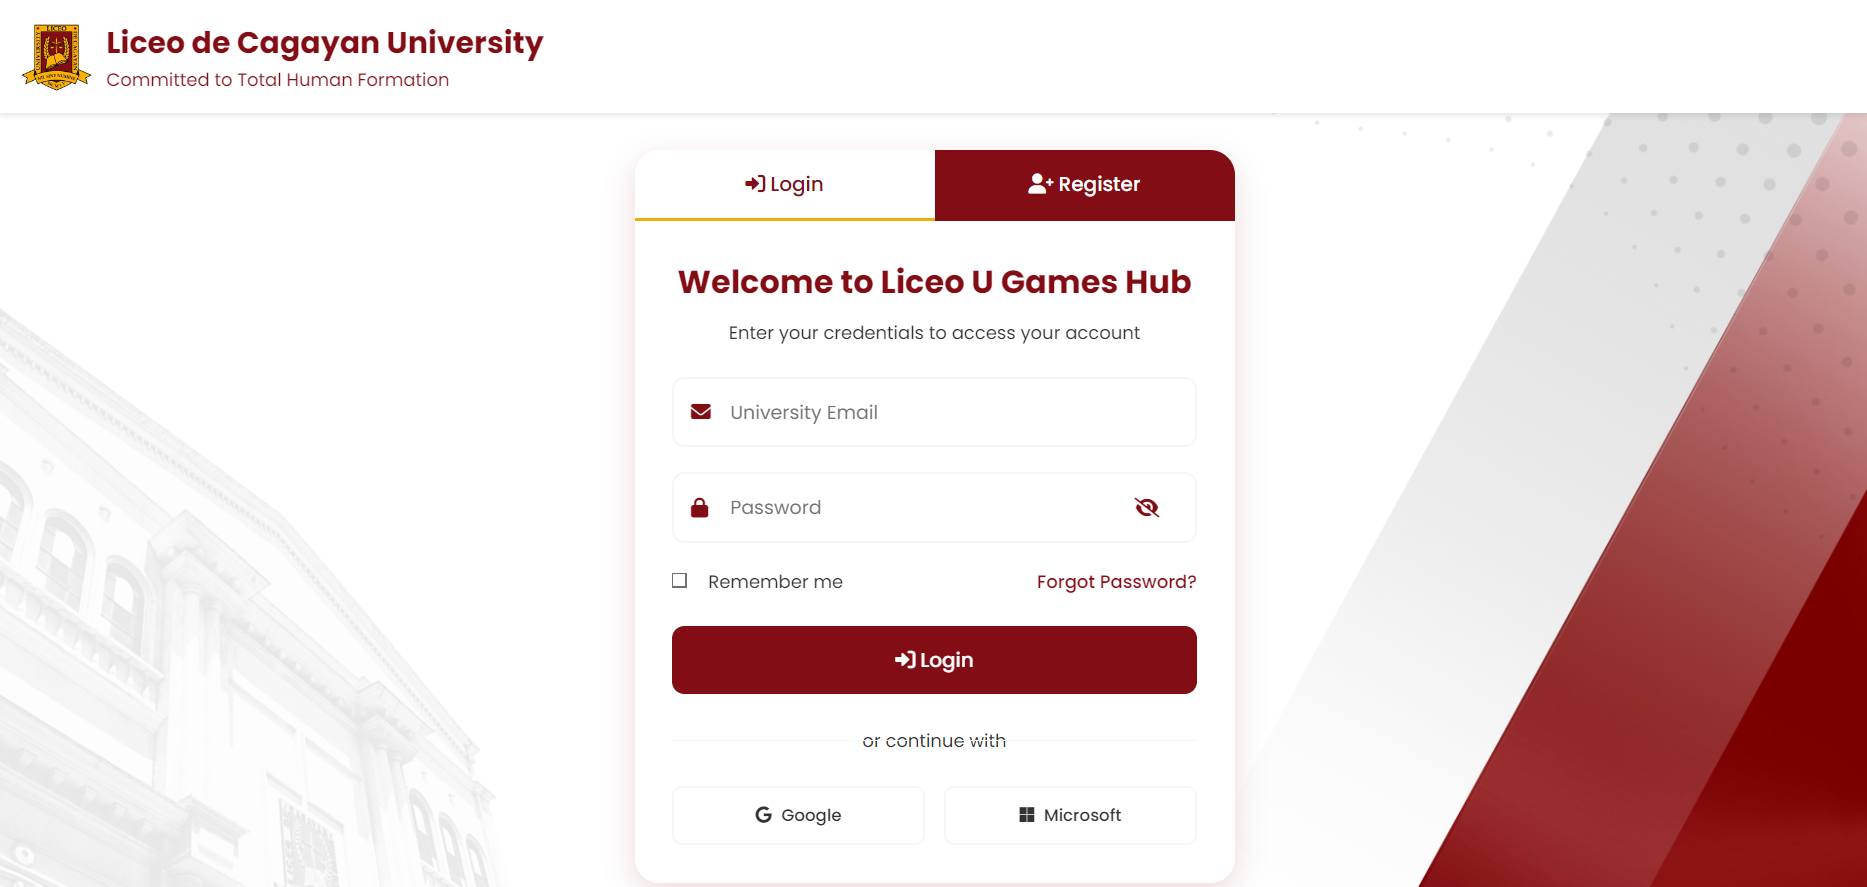 LICEO
Liceo de Cagayan University
Committed to Total Human Formation
Login
Register
Welcome to Liceo U Games Hub
Enter your credentials to access your account
University Email
Password
Remember me
Forgot Password?
Login
or continue with
Google
Microsoft